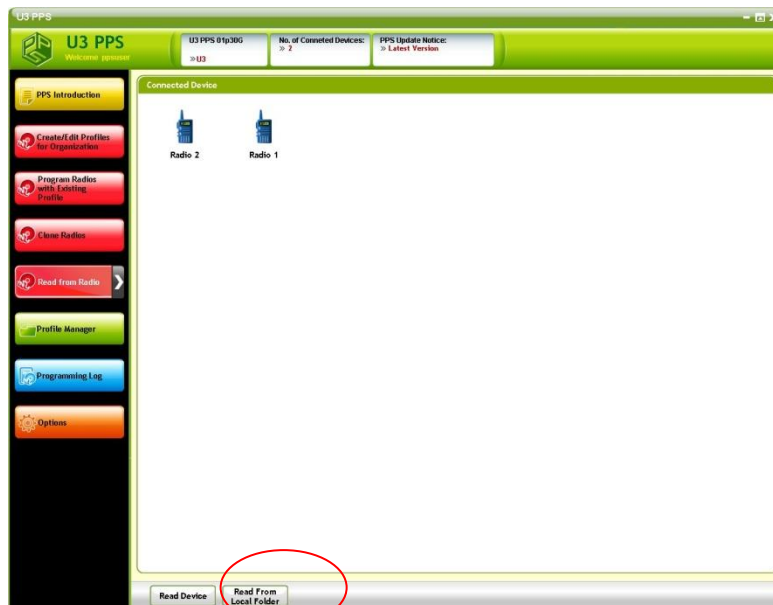 U3 PPS
U3 PPS
Welcome ppsuser
U3 PPS 01p30G
»U3
No. of Conneted Devices:
» 2
PPS Update Notice:
» Latest Version
PPS Introduction
Create/Edit Profiles
for Organization
Program Radios
with Existing
Profile
Clone Radios
Read from Radio
Profile Manager
Programming Log
Options
Connected Device
Radio 2
Radio 1
Read Device
Read From
Local Folder